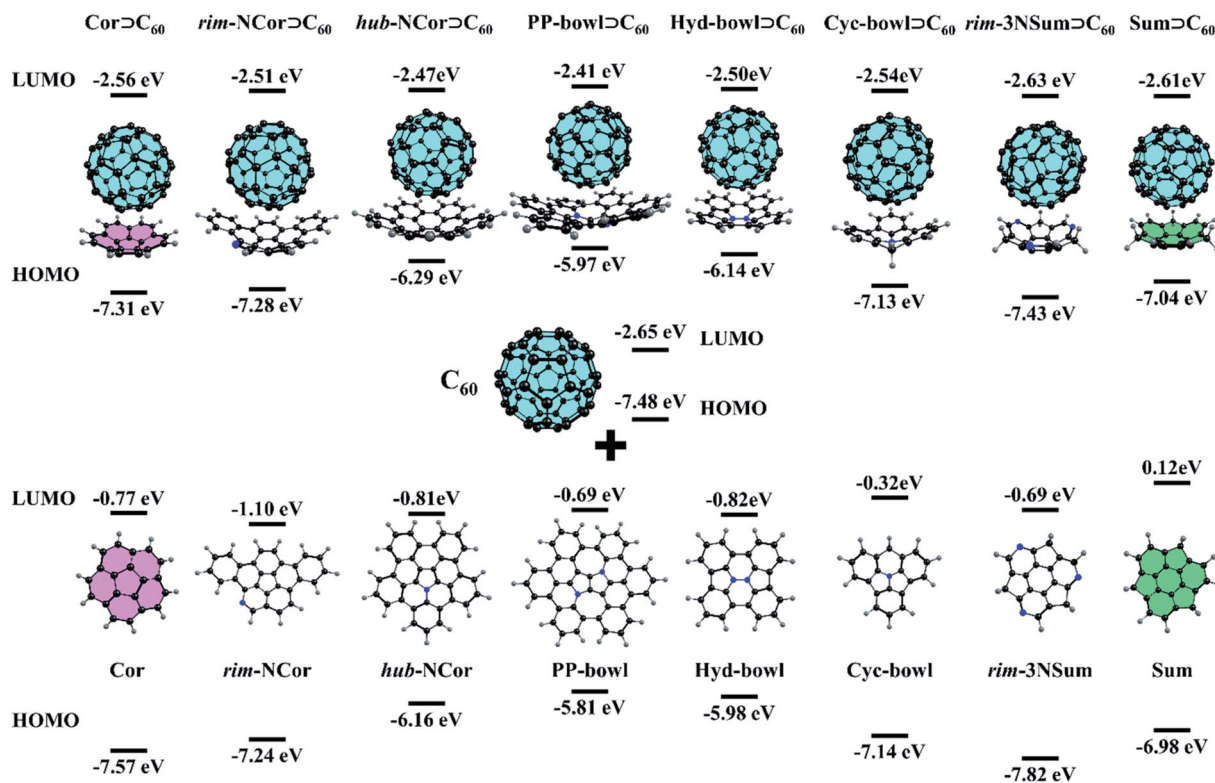 Cor⊃C60 rim-NCor⊃C60 hub-NCor⊃C60 PP-bowl⊃C60 Hyd-bowl⊃C60 Cyc-bowl⊃C60 rim-3NSum⊃C60 Sum⊃C60
LUMO -2.56 eV -2.51 eV -2.47eV -2.41 eV -2.50 eV -2.54eV -2.63 eV -2.61eV
HOMO -7.31 eV -7.28 eV -6.29 eV -5.97 eV -6.14 eV -7.13 eV -7.43 eV -7.04 eV
-2.65 eV LUMO
C60
-7.48 eV HOMO
+
LUMO -0.77 eV -1.10 eV -0.81eV -0.69 eV -0.82eV -0.32eV -0.69 eV 0.12eV
Cor rim-NCor hub-NCor PP-bowl Hyd-bowl Cyc-bowl rim-3NSum Sum
HOMO -7.57 eV -7.24 eV -6.16 eV -5.81 eV -5.98 eV -7.14 eV -7.82 eV -6.98 eV